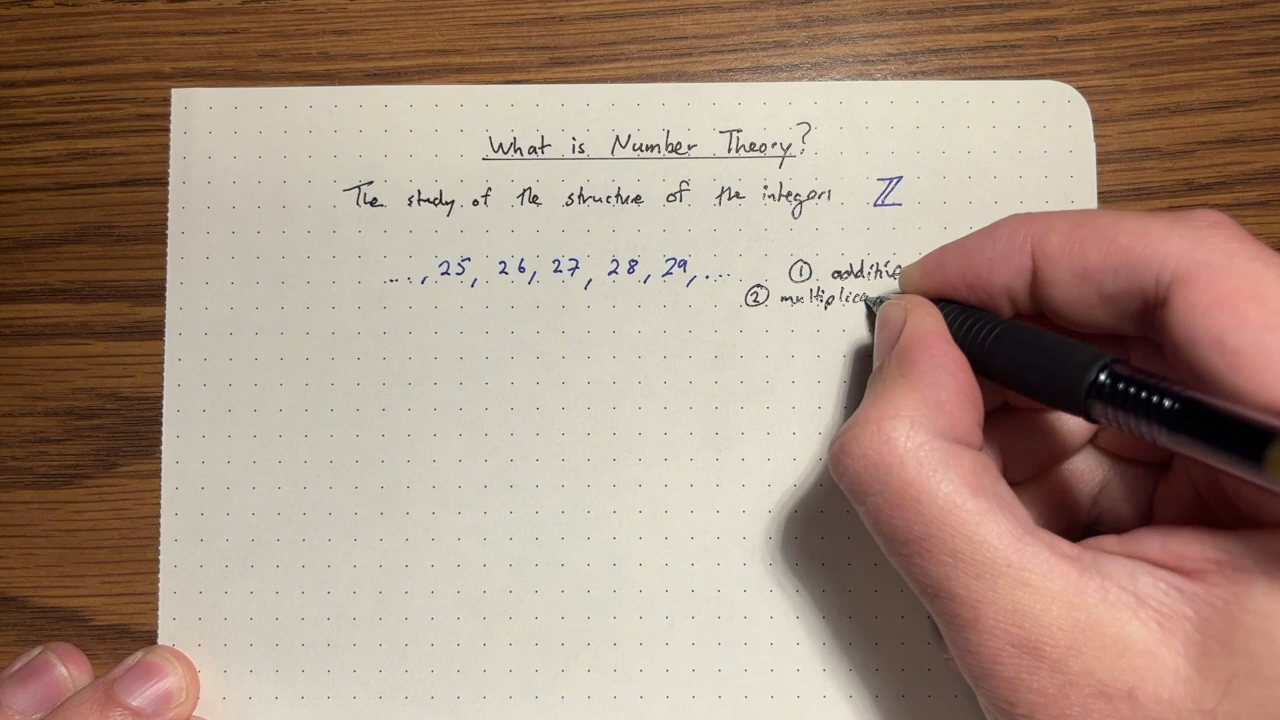 What is Number Theory?
The study of the structure of the integers ℤ
..., 25, 26, 27, 28, 29, ... ① additive
② multiplica